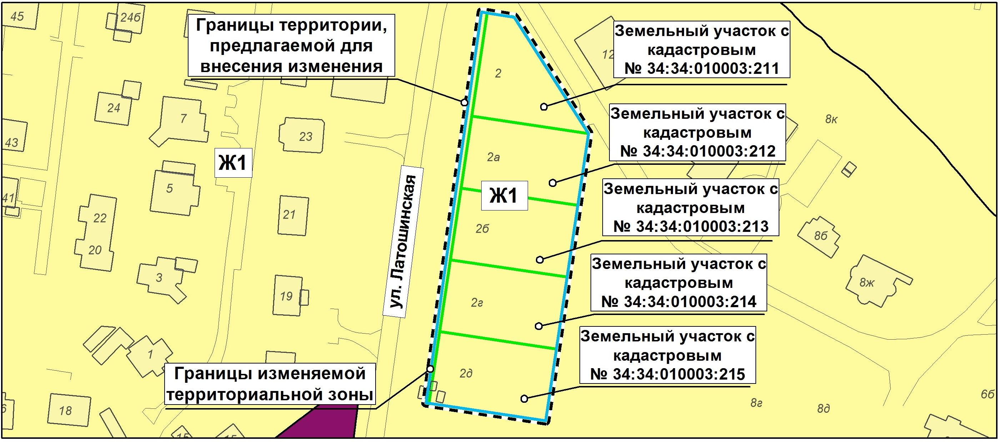 45
24б
Границы территории,
предлагаемой для
внесения изменения
Земельный участок с
кадастровым
№ 34:34:010003:211
12
2
24
7
Земельный участок с
кадастровым
№ 34:34:010003:212
8к
43
23
2а
Ж1
41
5
Ж1
Земельный участок с
кадастровым
№ 34:34:010003:213
22
21
2б
8б
20
ул. Латошинская
Земельный участок с
кадастровым
№ 34:34:010003:214
3
8ж
19
2г
Земельный участок с
кадастровым
№ 34:34:010003:215
1
2д
Границы изменяемой
территориальной зоны
6б
18
8г
8д
15
15